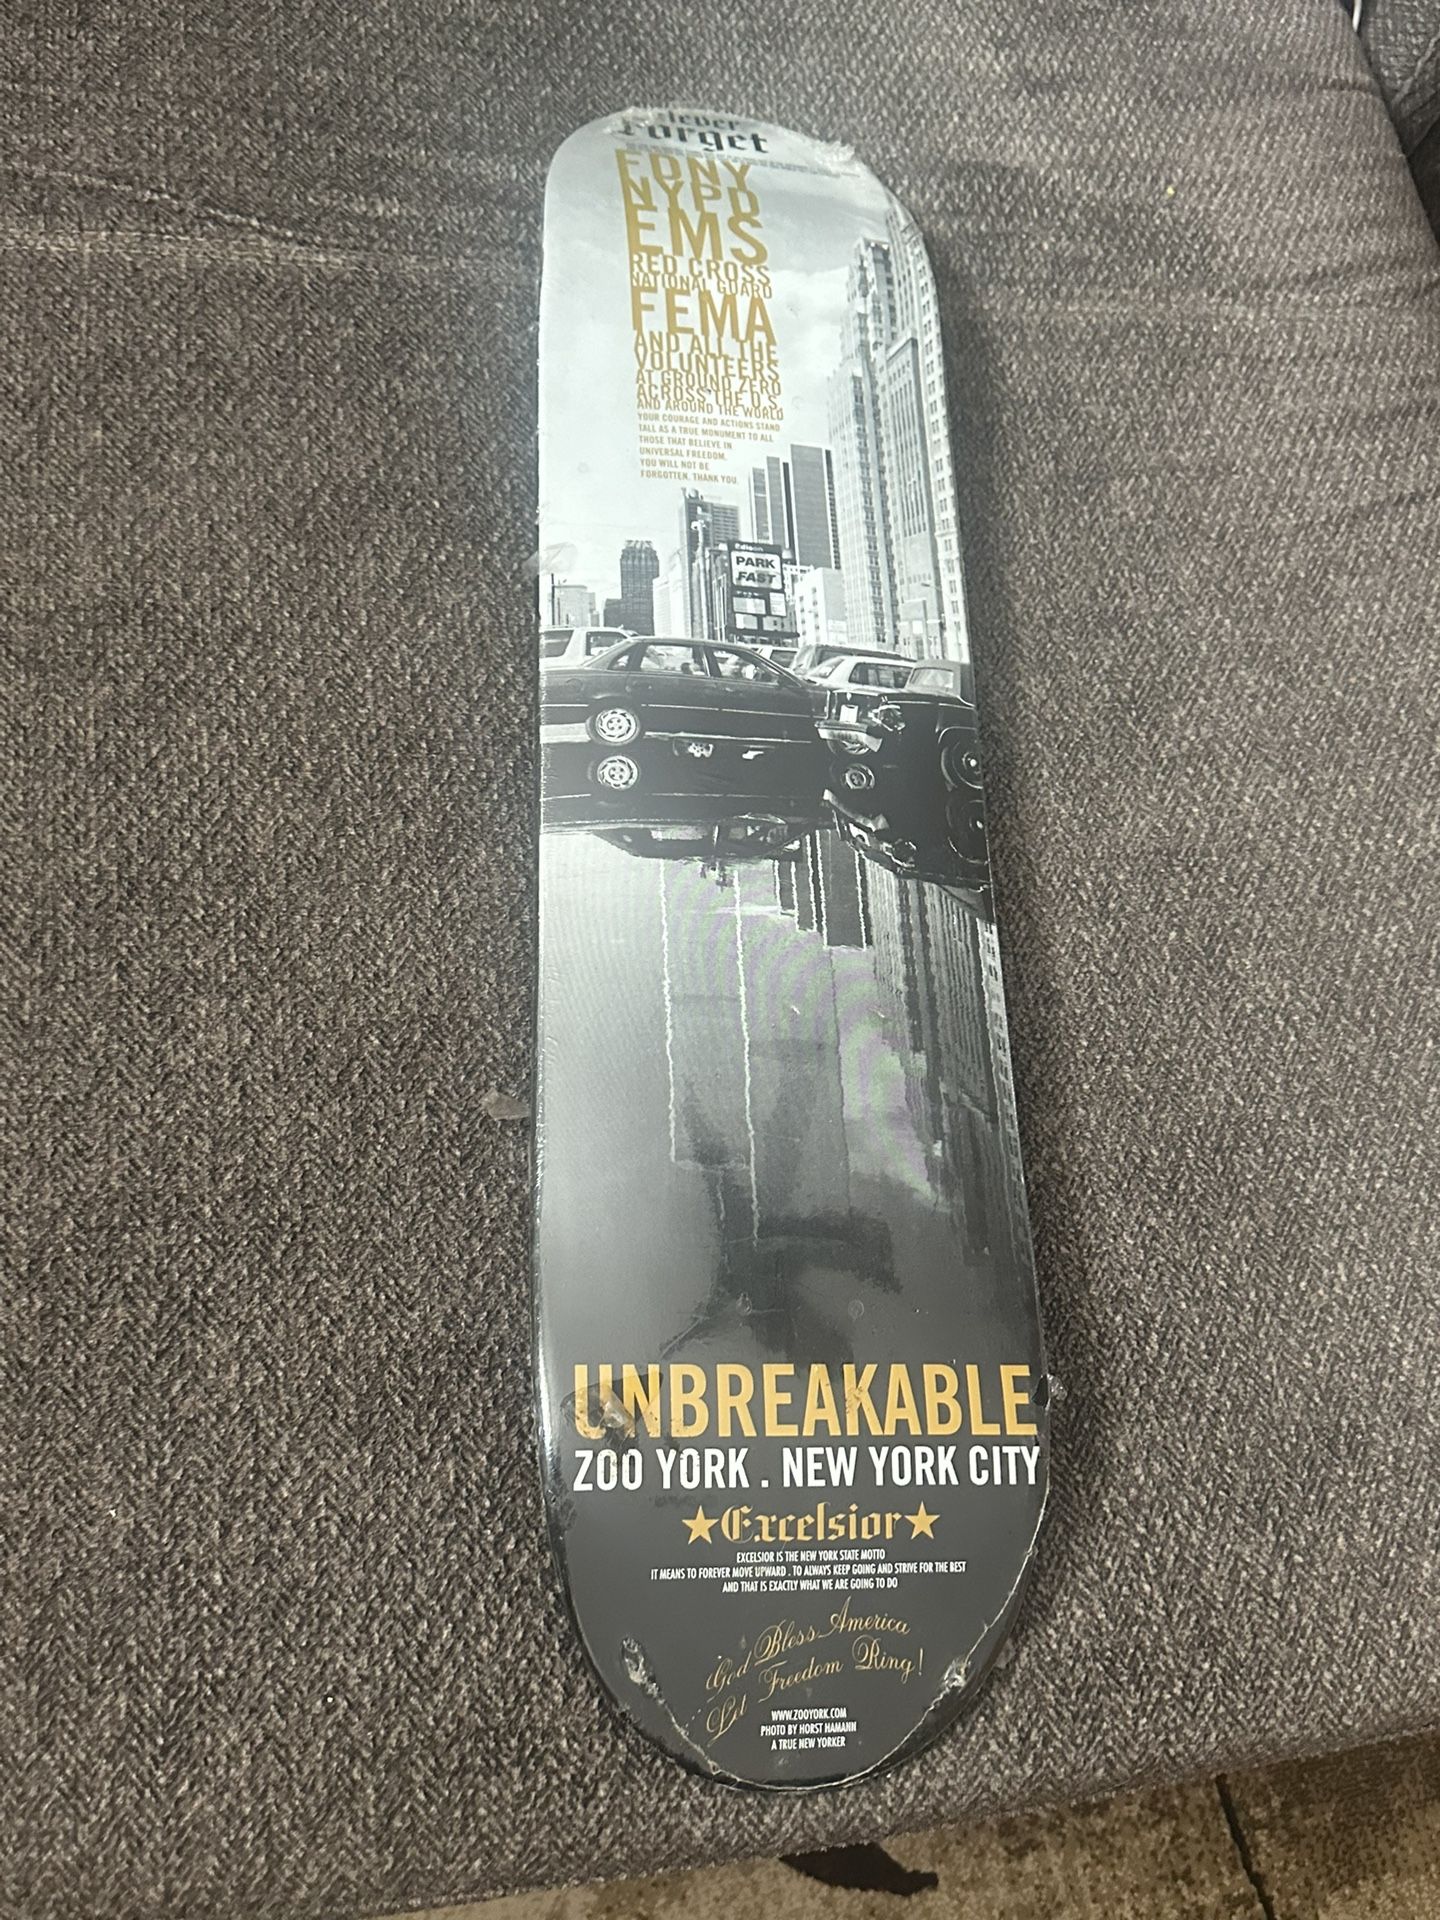 Never
Forget
FDNY
NYPD
EMS
RED CROSS
NATIONAL GUARD
FEMA
AND ALL THE
VOLUNTEERS
AT GROUND ZERO
ACROSS THE U.S.
AND AROUND THE WORLD
YOUR COURAGE AND ACTIONS STAND
TALL AS A TRUE MONUMENT TO ALL
THOSE THAT BELIEVE IN
UNIVERSAL FREEDOM.
YOU WILL NOT BE
FORGOTTEN. THANK YOU.
Edison
PARK
FAST
UNBREAKABLE
ZOO YORK . NEW YORK CITY
★Excelsior★
EXCELSIOR IS THE NEW YORK STATE MOTTO
IT MEANS TO FOREVER MOVE UPWARD . TO ALWAYS KEEP GOING AND STRIVE FOR THE BEST
AND THAT IS EXACTLY WHAT WE ARE GOING TO DO
God Bless America
Let Freedom Ring!
WWW.ZOOYORK.COM
PHOTO BY HORST HAMANN
A TRUE NEW YORKER